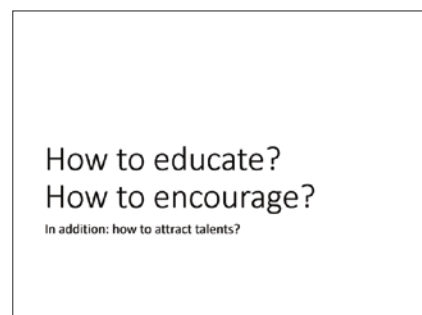 How to educate?
How to encourage?
In addition: how to attract talents?